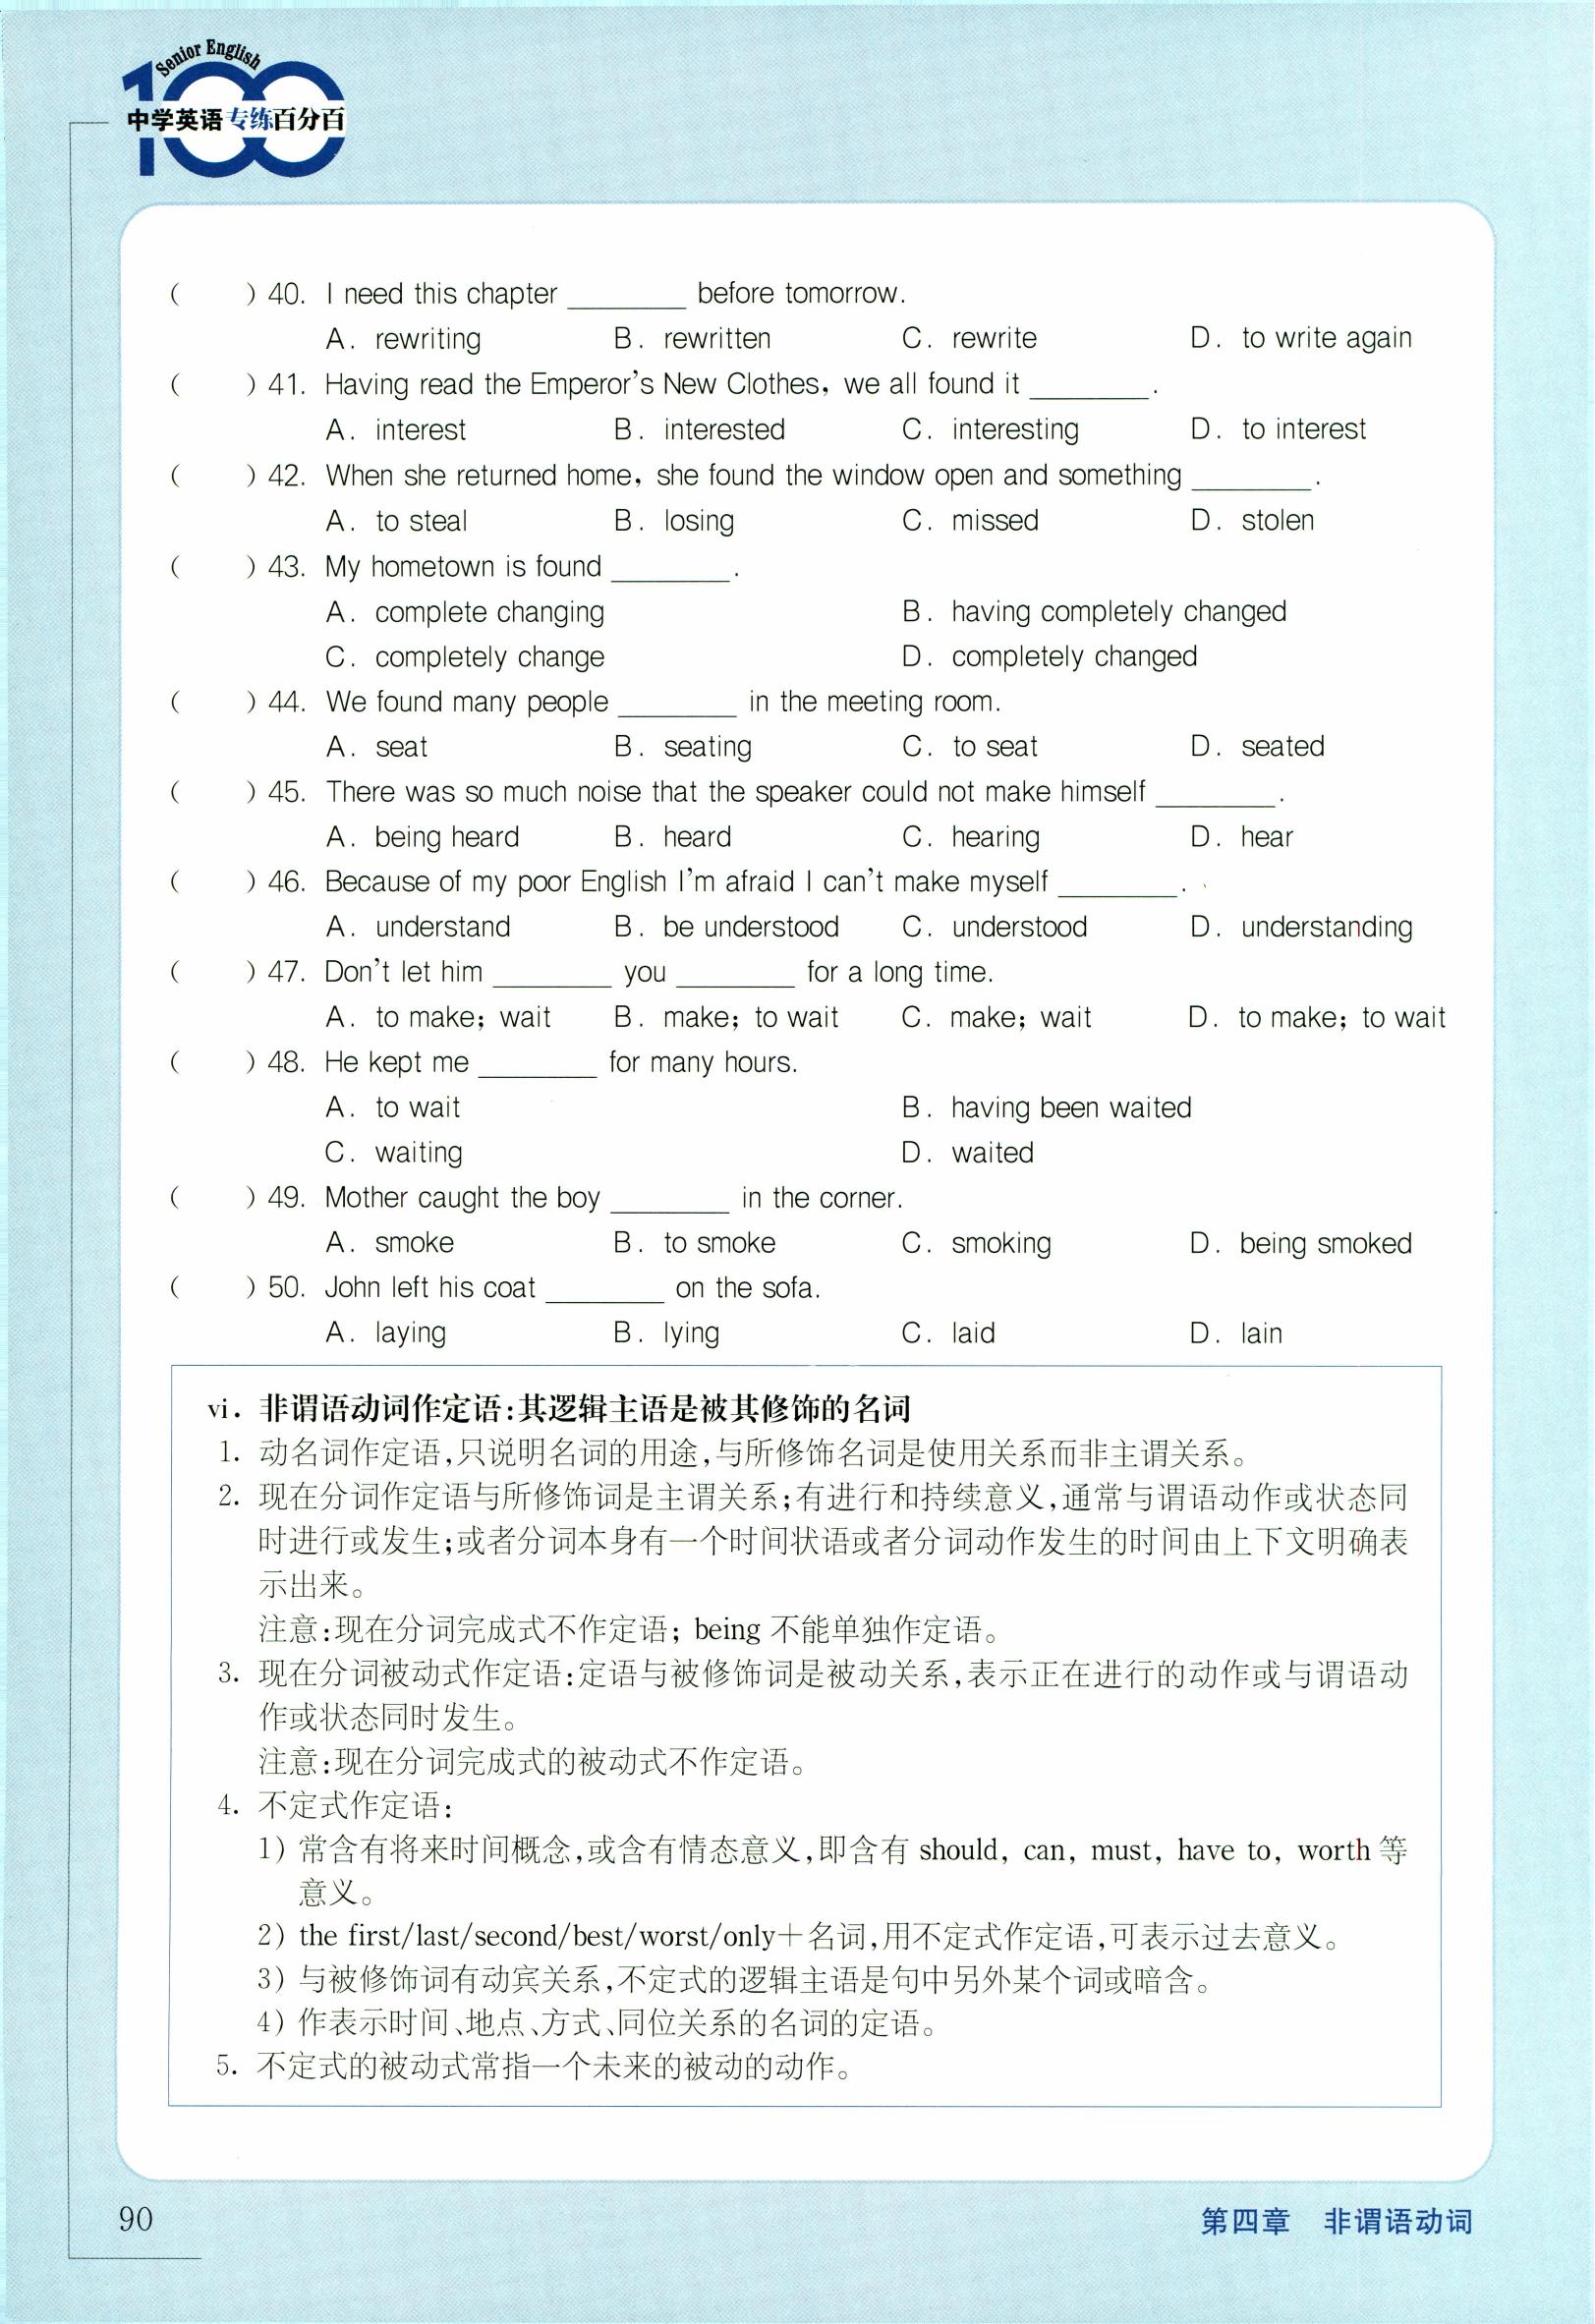 Senior English
100
中学英语专练百分百
(      ) 40. I need this chapter ________ before tomorrow.
A. rewriting B. rewritten C. rewrite D. to write again
(      ) 41. Having read the Emperor's New Clothes, we all found it ________.
A. interest B. interested C. interesting D. to interest
(      ) 42. When she returned home, she found the window open and something ________.
A. to steal B. losing C. missed D. stolen
(      ) 43. My hometown is found ________.
A. complete changing B. having completely changed
C. completely change D. completely changed
(      ) 44. We found many people ________ in the meeting room.
A. seat B. seating C. to seat D. seated
(      ) 45. There was so much noise that the speaker could not make himself ________.
A. being heard B. heard C. hearing D. hear
(      ) 46. Because of my poor English I'm afraid I can't make myself ________.
A. understand B. be understood C. understood D. understanding
(      ) 47. Don't let him ________ you ________ for a long time.
A. to make; wait B. make; to wait C. make; wait D. to make; to wait
(      ) 48. He kept me ________ for many hours.
A. to wait B. having been waited
C. waiting D. waited
(      ) 49. Mother caught the boy ________ in the corner.
A. smoke B. to smoke C. smoking D. being smoked
(      ) 50. John left his coat ________ on the sofa.
A. laying B. lying C. laid D. lain
vi. 非谓语动词作定语:其逻辑主语是被其修饰的名词
1. 动名词作定语,只说明名词的用途,与所修饰名词是使用关系而非主谓关系。
2. 现在分词作定语与所修饰词是主谓关系;有进行和持续意义,通常与谓语动作或状态同
时进行或发生;或者分词本身有一个时间状语或者分词动作发生的时间由上下文明确表
示出来。
注意:现在分词完成式不作定语; being 不能单独作定语。
3. 现在分词被动式作定语:定语与被修饰词是被动关系,表示正在进行的动作或与谓语动
作或状态同时发生。
注意:现在分词完成式的被动式不作定语。
4. 不定式作定语:
1) 常含有将来时间概念,或含有情态意义,即含有 should, can, must, have to, worth 等
意义。
2) the first/last/second/best/worst/only+名词,用不定式作定语,可表示过去意义。
3) 与被修饰词有动宾关系,不定式的逻辑主语是句中另外某个词或暗含。
4) 作表示时间、地点、方式、同位关系的名词的定语。
5. 不定式的被动式常指一个未来的被动的动作。
90
第四章 非谓语动词